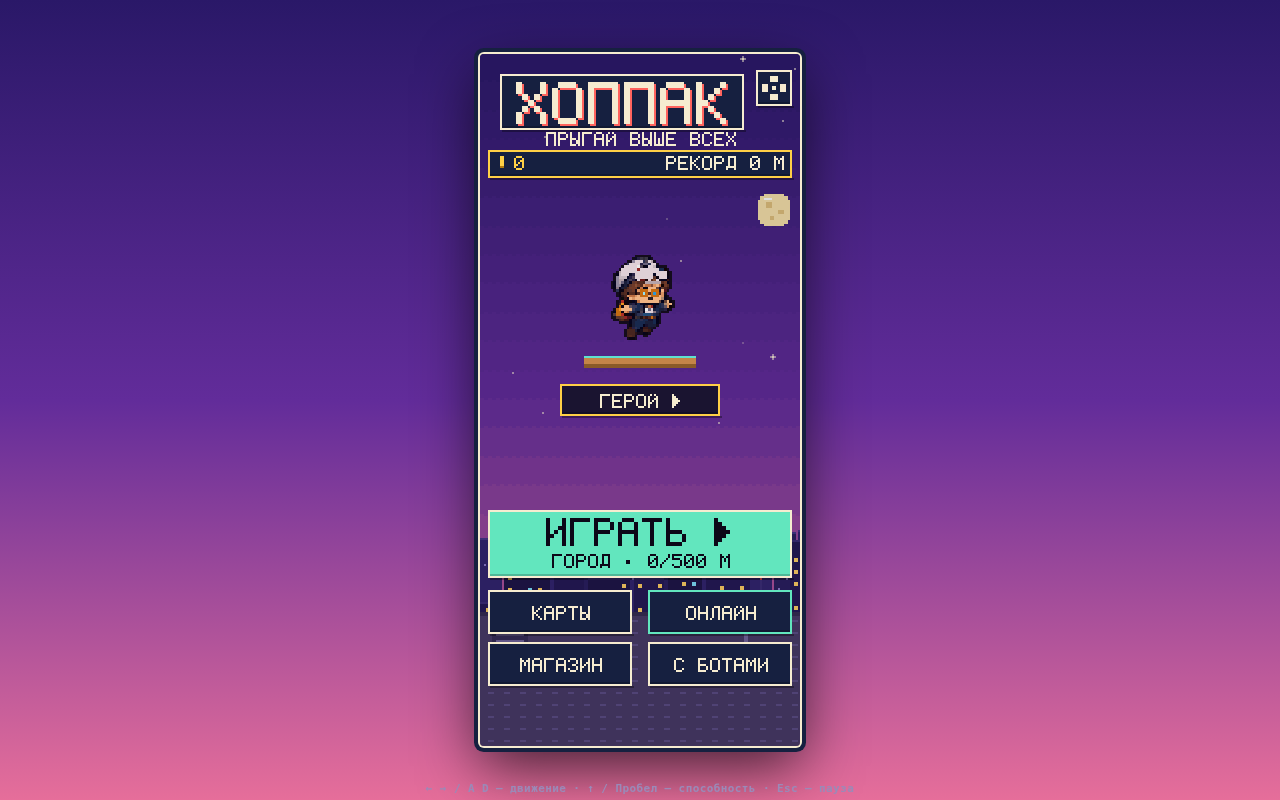 ХОППАК
ПРЫГАЙ ВЫШЕ ВСЕХ
0 РЕКОРД 0 М
ГЕРОЙ ▶
ИГРАТЬ ▶
ГОРОД · 0/500 М
КАРТЫ ОНЛАЙН
МАГАЗИН С БОТАМИ
/ A D — движение · ↑ / Пробел — способность · Esc — пауза